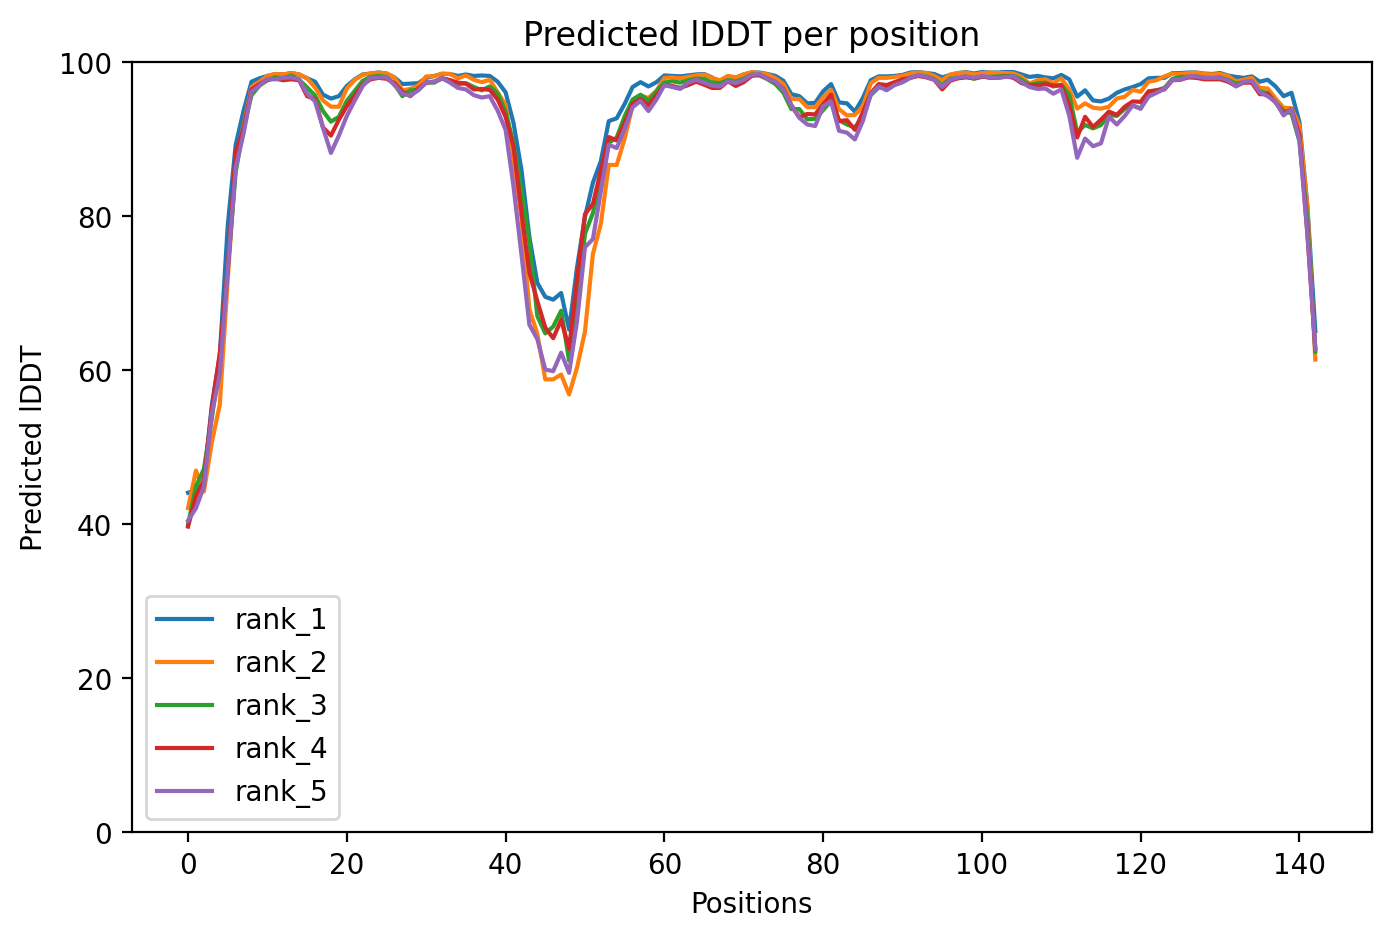 Predicted lDDT per position
100
80
60
40
20
0
Predicted lDDT
rank_1
rank_2
rank_3
rank_4
rank_5
0 20 40 60 80 100 120 140
Positions